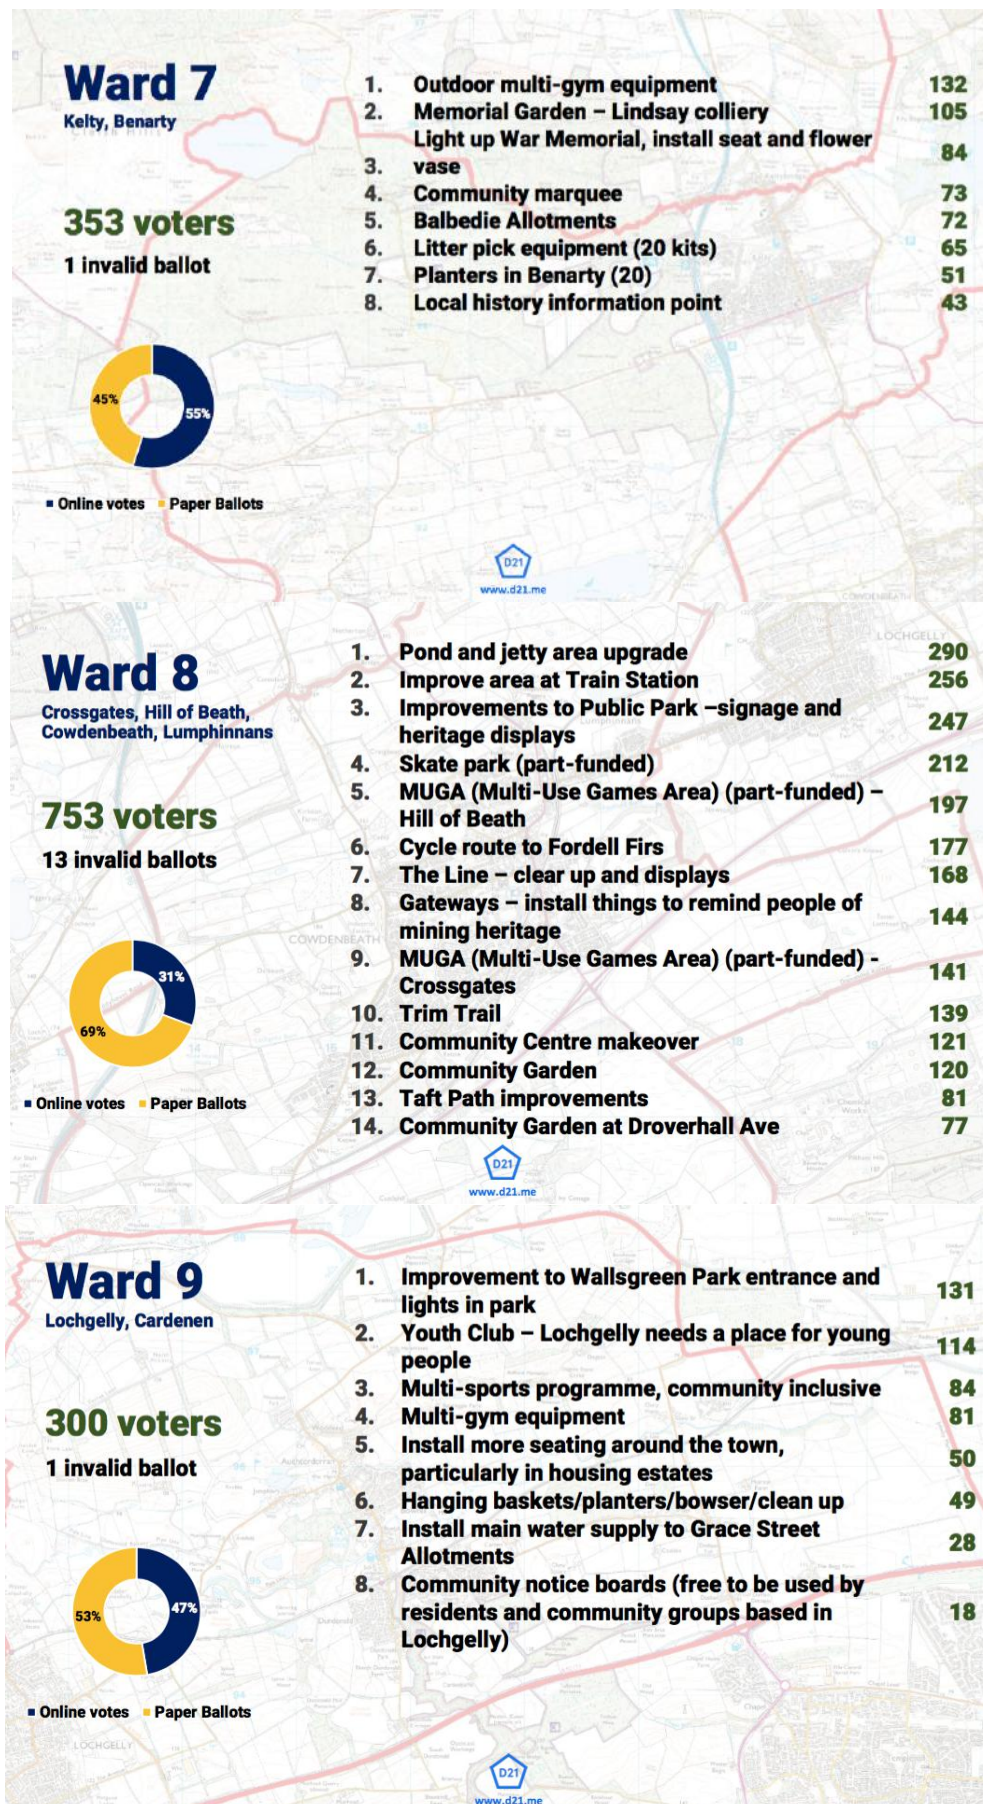 Ward 7
Kelty, Benarty
353 voters
1 invalid ballot
45%
55%
Online votes Paper Ballots
1. Outdoor multi-gym equipment 132
2. Memorial Garden – Lindsay colliery 105
Light up War Memorial, install seat and flower
3. vase 84
4. Community marquee 73
5. Balbedie Allotments 72
6. Litter pick equipment (20 kits) 65
7. Planters in Benarty (20) 51
8. Local history information point 43
D21
www.d21.me
COWDENBEATH
Ward 8
Crossgates, Hill of Beath,
Cowdenbeath, Lumphinnans
753 voters
13 invalid ballots
31%
69%
Online votes Paper Ballots
LOCHGELLY
COWDENBEATH
1. Pond and jetty area upgrade 290
2. Improve area at Train Station 256
3. Improvements to Public Park –signage and
heritage displays 247
4. Skate park (part-funded) 212
5. MUGA (Multi-Use Games Area) (part-funded) –
Hill of Beath 197
6. Cycle route to Fordell Firs 177
7. The Line – clear up and displays 168
8. Gateways – install things to remind people of
mining heritage 144
9. MUGA (Multi-Use Games Area) (part-funded) -
Crossgates 141
10. Trim Trail 139
11. Community Centre makeover 121
12. Community Garden 120
13. Taft Path improvements 81
14. Community Garden at Droverhall Ave 77
D21
www.d21.me
Ward 9
Lochgelly, Cardenen
300 voters
1 invalid ballot
53%
47%
Online votes Paper Ballots
LOCHGELLY
1. Improvement to Wallsgreen Park entrance and
lights in park 131
2. Youth Club – Lochgelly needs a place for young
people 114
3. Multi-sports programme, community inclusive 84
4. Multi-gym equipment 81
5. Install more seating around the town,
particularly in housing estates 50
6. Hanging baskets/planters/bowser/clean up 49
7. Install main water supply to Grace Street
Allotments 28
8. Community notice boards (free to be used by
residents and community groups based in
Lochgelly) 18
D21
www.d21.me